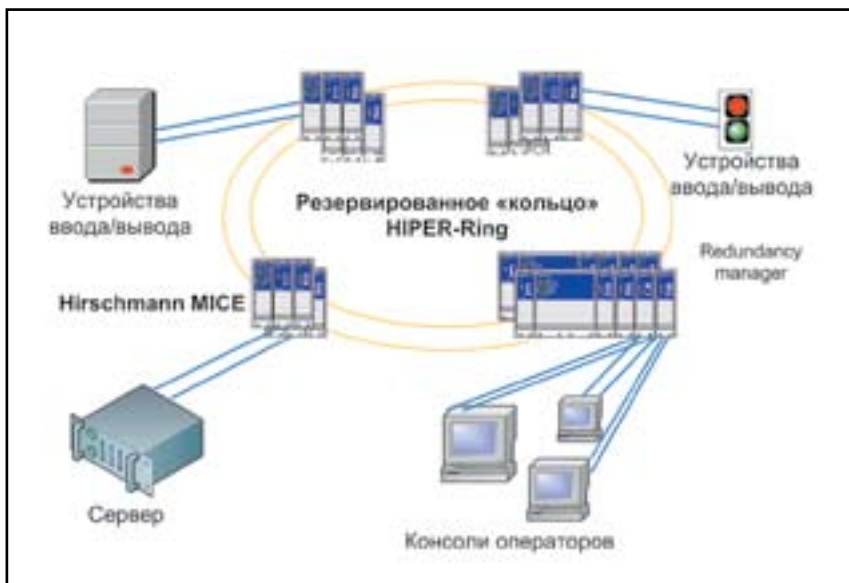 Устройства
ввода/вывода
Резервированное «кольцо»
HIPER-Ring
Устройства
ввода/вывода
Redundancy
manager
Hirschmann MICE
Сервер
Консоли операторов